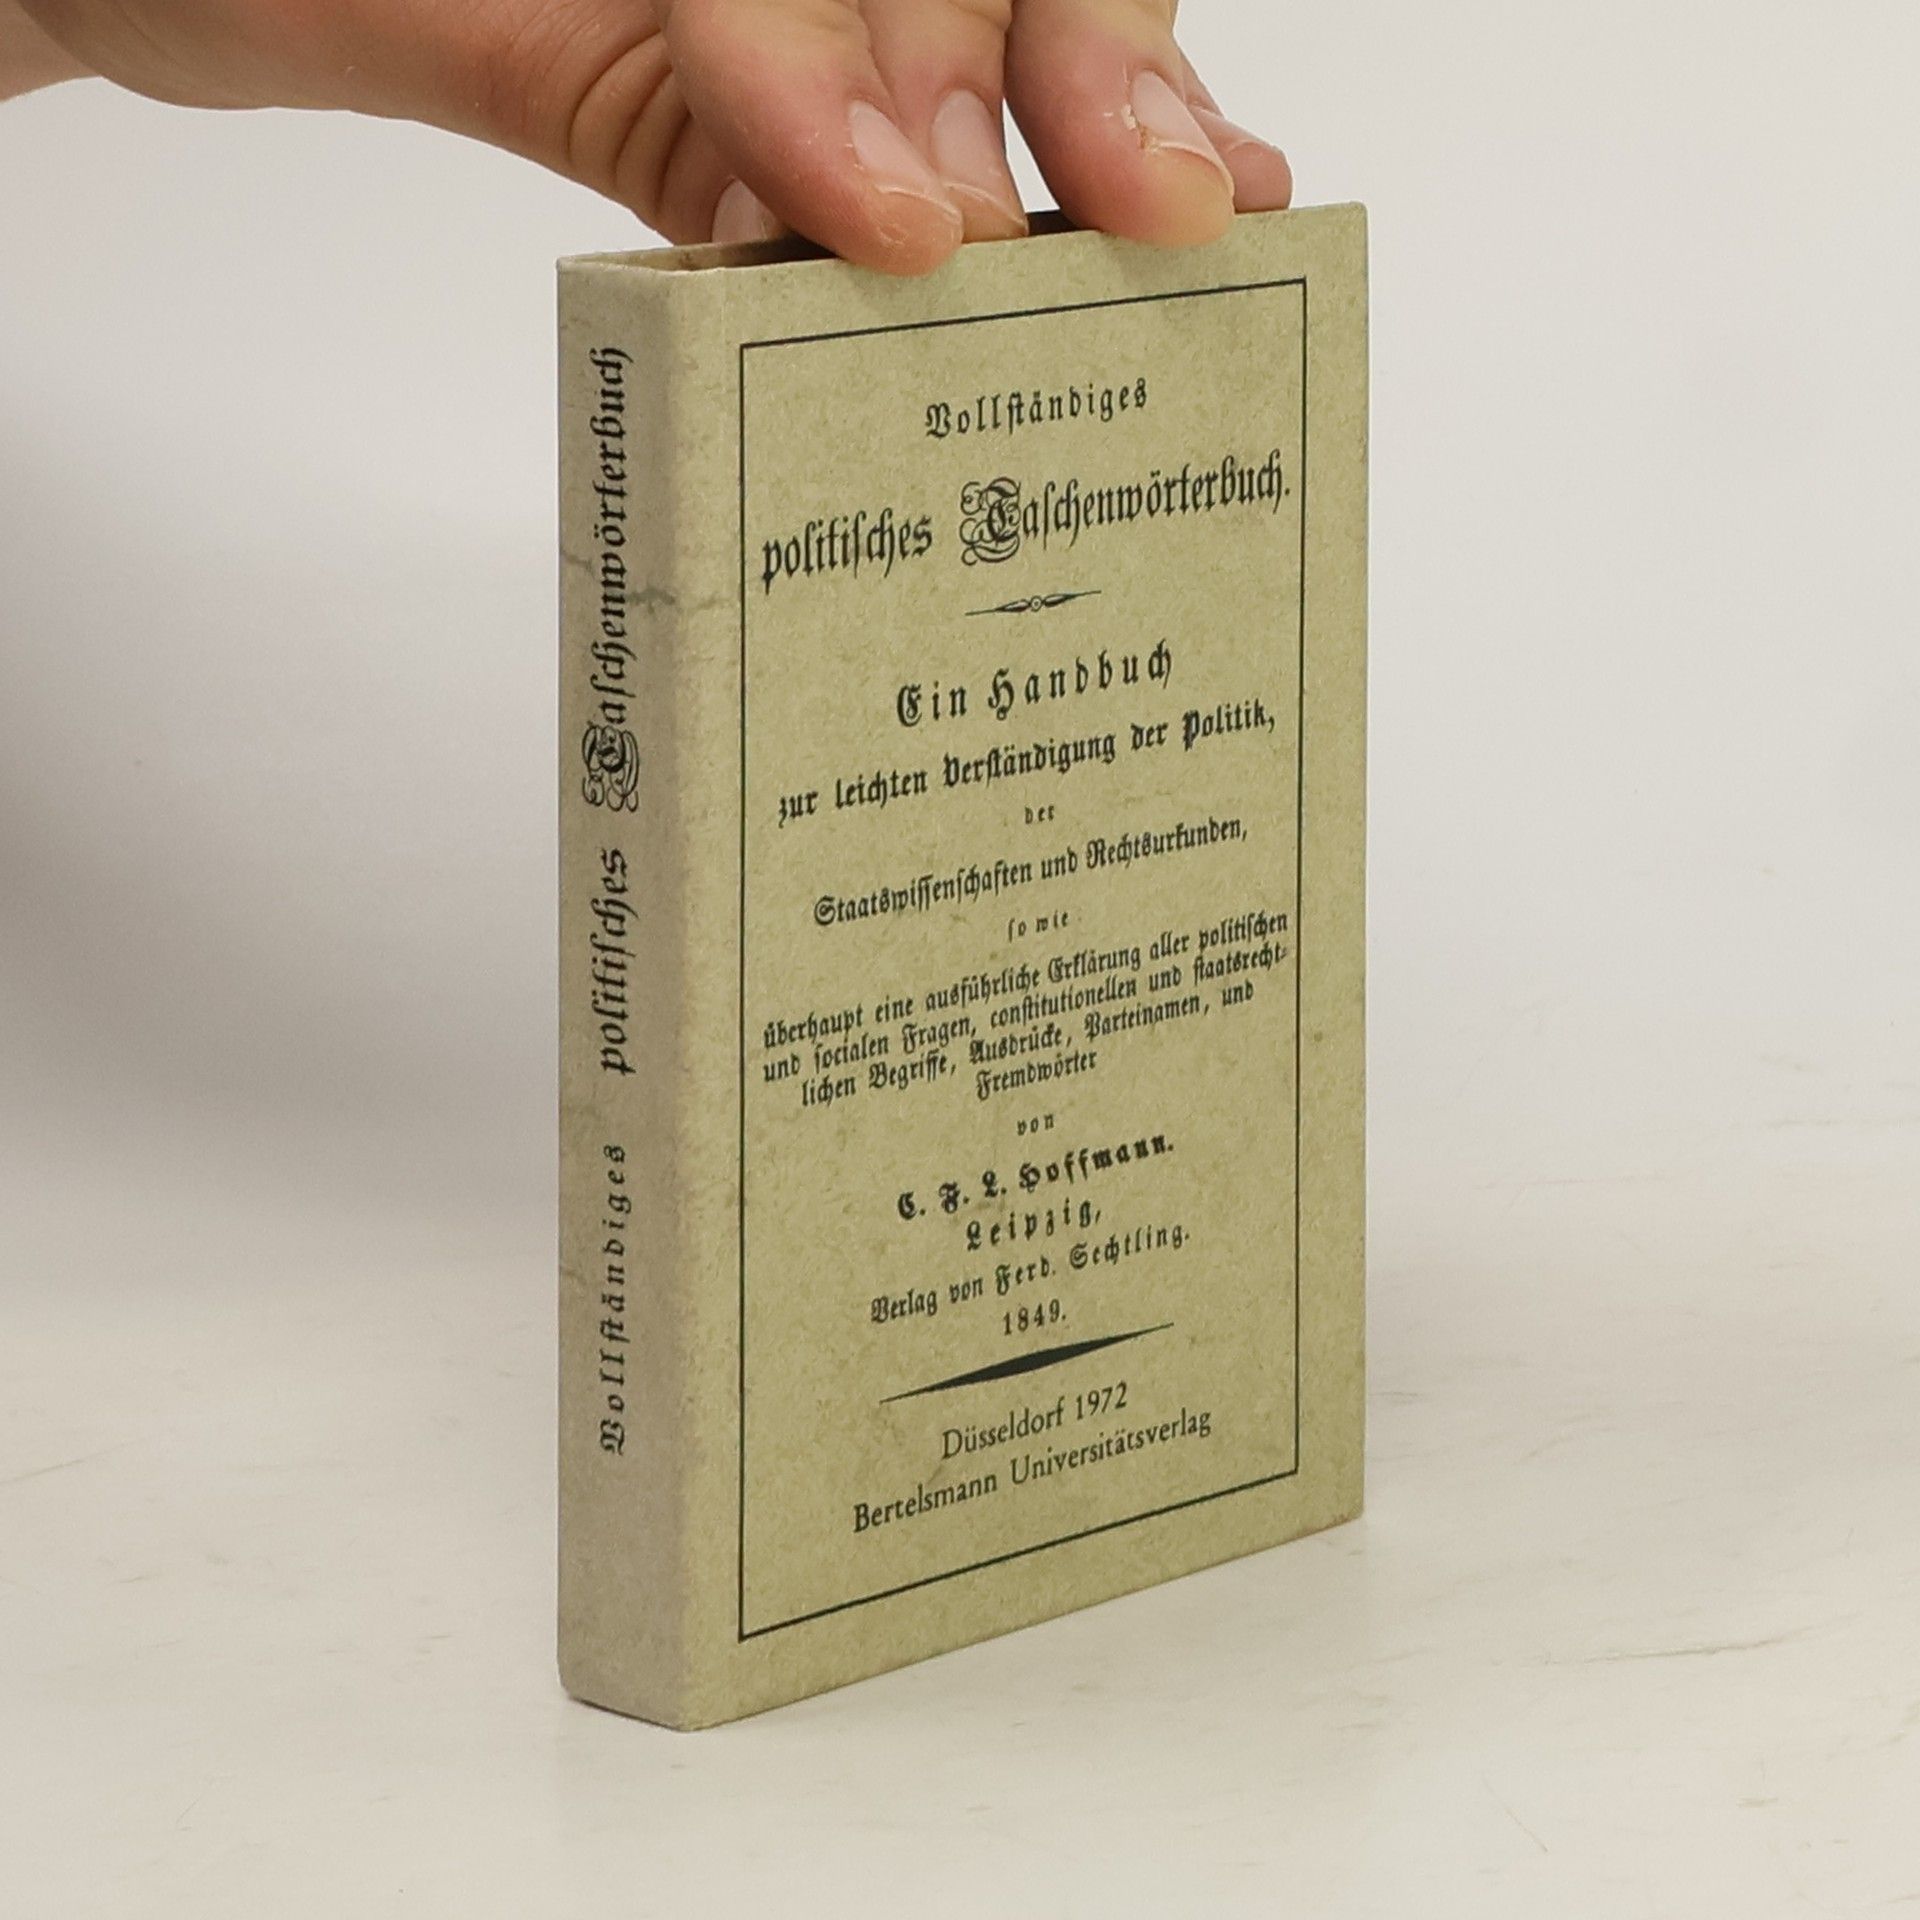 Vollständiges politisches Taschenwörterbuch
Vollständiges
politisches Taschenwörterbuch.
Ein Handbuch
zur leichten Verständigung der Politik,
der
Staatswissenschaften und Rechtsurkunden,
sowie
überhaupt eine ausführliche Erklärung aller politischen
und socialen Fragen, constitutionellen und staatsrecht-
lichen Begriffe, Ausdrücke, Parteinamen, und
Fremdwörter
von
C. F. L. Hoffmann.
Leipzig,
Verlag von Ferd. Sechtling.
1849.
Düsseldorf 1972
Bertelsmann Universitätsverlag